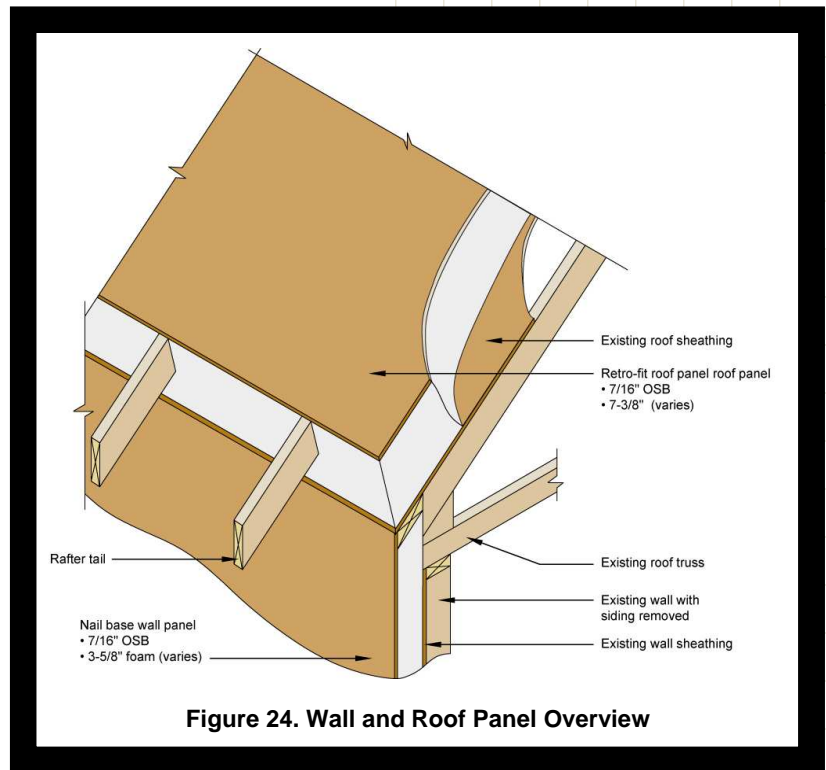 Existing roof sheathing
Retro-fit roof panel roof panel
• 7/16" OSB
• 7-3/8" (varies)
Rafter tail
Existing roof truss
Existing wall with
siding removed
Existing wall sheathing
Nail base wall panel
• 7/16" OSB
• 3-5/8" foam (varies)
Figure 24. Wall and Roof Panel Overview